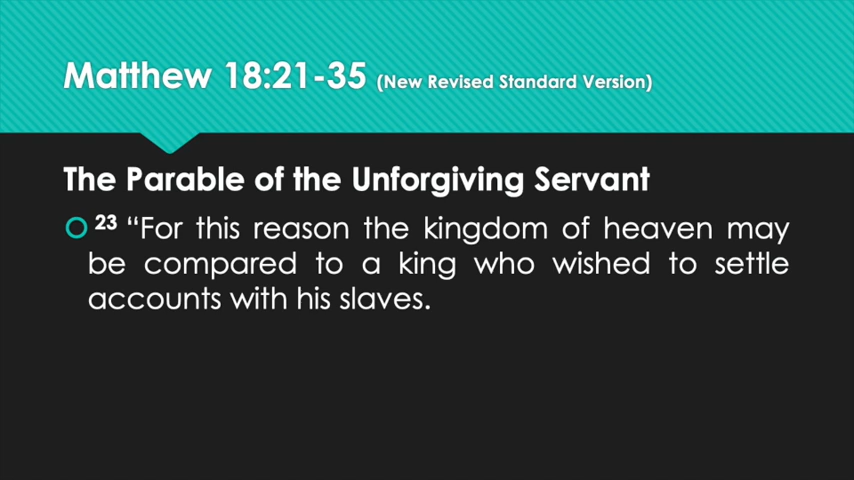 Matthew 18:21-35 (New Revised Standard Version)
The Parable of the Unforgiving Servant
23 “For this reason the kingdom of heaven may
be compared to a king who wished to settle
accounts with his slaves.